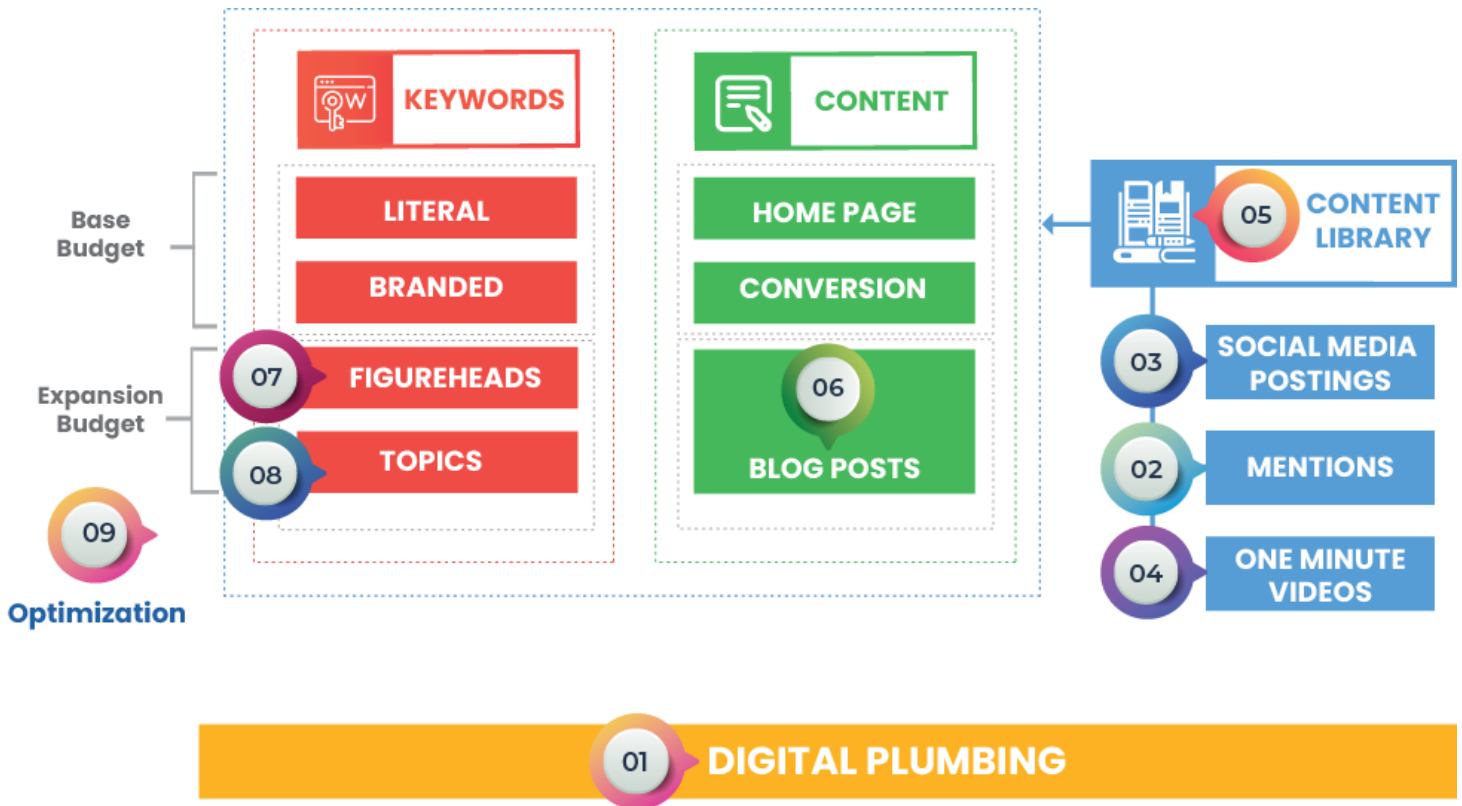 KEYWORDS
W
CONTENT
Base
Budget
LITERAL
HOME PAGE
BRANDED
CONVERSION
05
CONTENT
LIBRARY
Expansion
Budget
07
FIGUREHEADS
08
TOPICS
06
BLOG POSTS
03
SOCIAL MEDIA
POSTINGS
02
MENTIONS
04
ONE MINUTE
VIDEOS
09
Optimization
01
DIGITAL PLUMBING